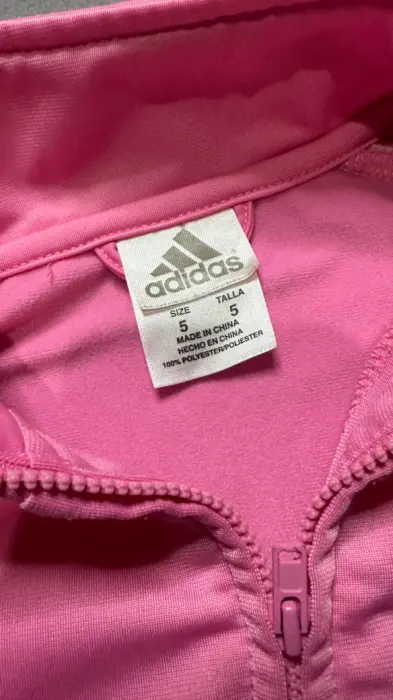 adidas
SIZE TALLA
5 5
MADE IN CHINA
HECHO EN CHINA
100% POLYESTER/POLIESTER